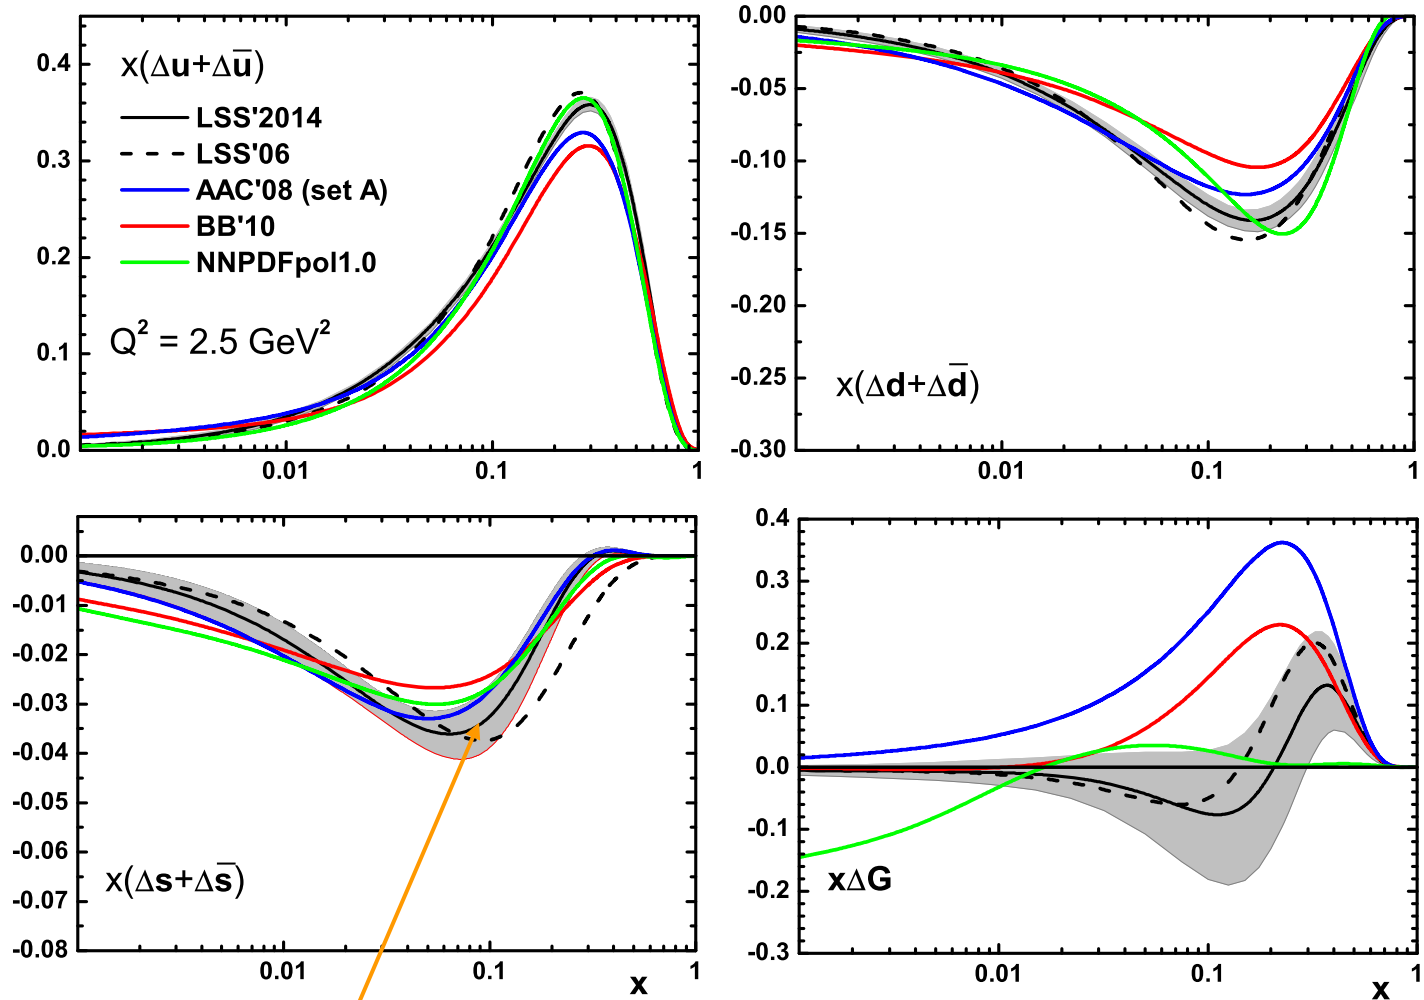 x(Δu+Δu̅)
LSS'2014
LSS'06
AAC'08 (set A)
BB'10
NNPDFpol1.0
Q² = 2.5 GeV²
0.4
0.3
0.2
0.1
0.0
0.01 0.1 1
0.00
-0.05
-0.10
-0.15
-0.20
-0.25
-0.30
x(Δd+Δd̅)
0.01 0.1 1
0.00
-0.01
-0.02
-0.03
-0.04
-0.05
-0.06
-0.07
-0.08
x(Δs+Δs̅)
0.01 0.1 1
x
0.4
0.3
0.2
0.1
0.0
-0.1
-0.2
-0.3
xΔG
0.01 0.1 1
x